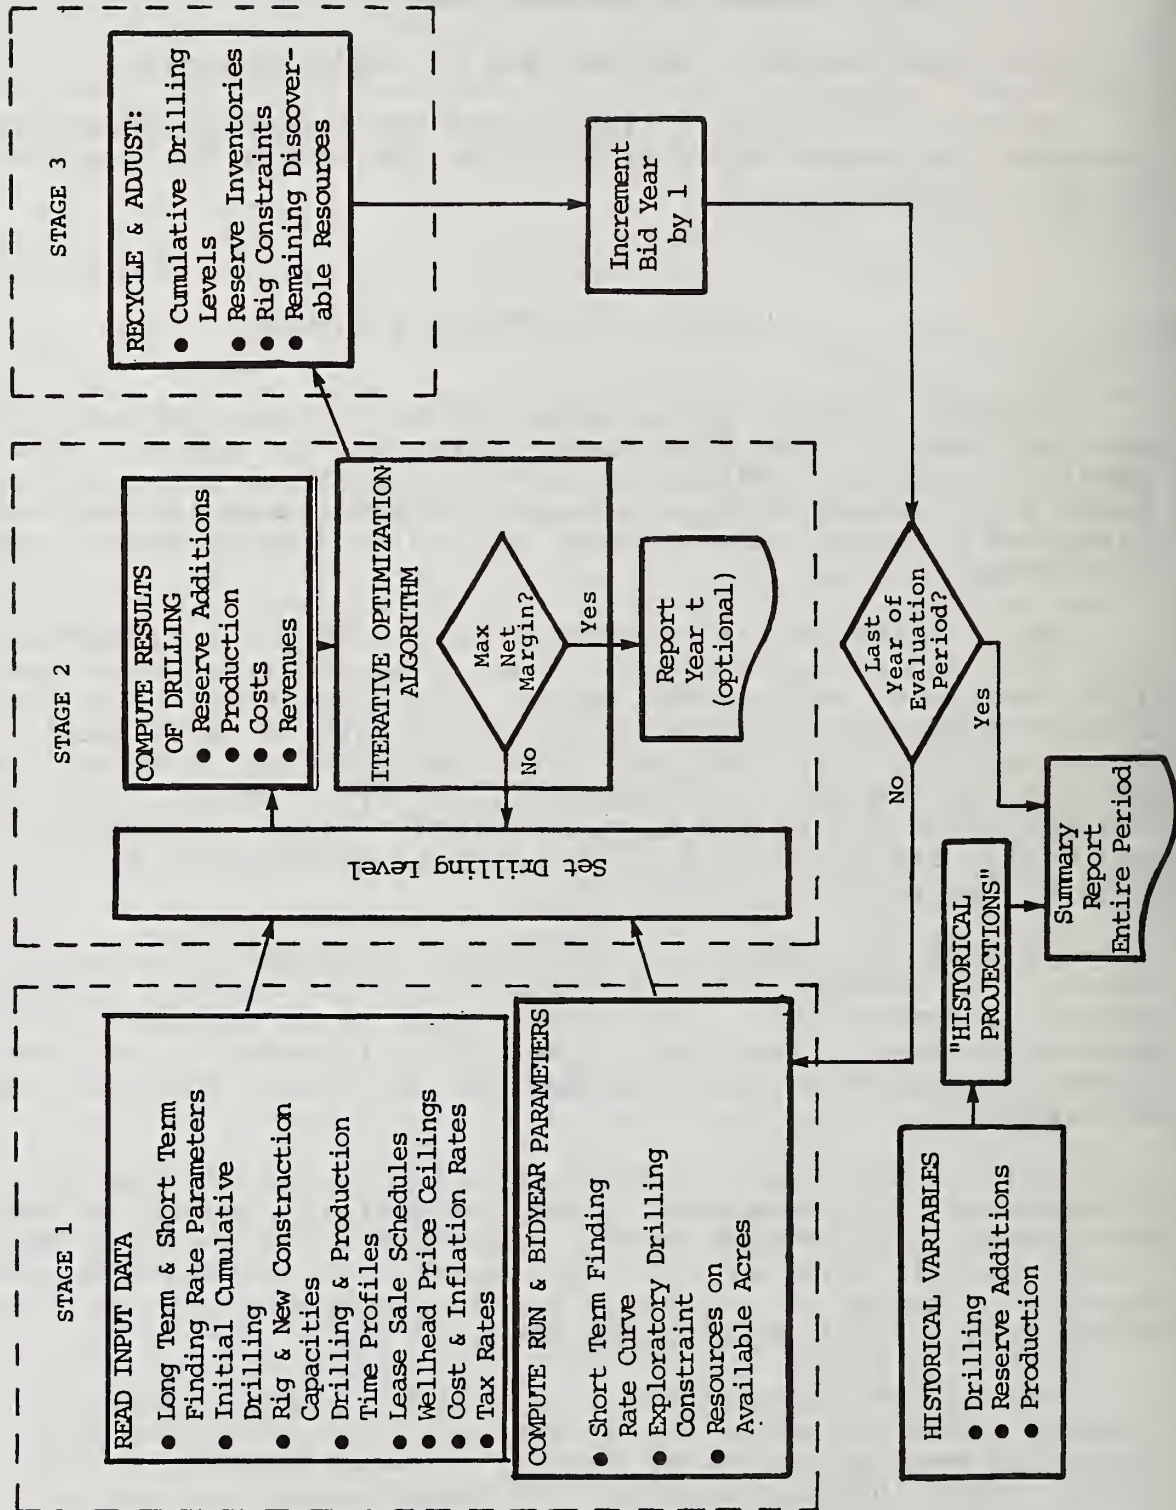 STAGE 1
READ INPUT DATA
● Long Term & Short Term
Finding Rate Parameters
● Initial Cumulative
Drilling
● Rig & New Construction
Capacities
● Drilling & Production
Time Profiles
● Lease Sale Schedules
● Wellhead Price Ceilings
● Cost & Inflation Rates
● Tax Rates
COMPUTE RUN & BIDYEAR PARAMETERS
● Short Term Finding
Rate Curve
● Exploratory Drilling
Constraint
● Resources on
Available Acres
STAGE 2
Set Drilling Level
COMPUTE RESULTS
OF DRILLING
● Reserve Additions
● Production
● Costs
● Revenues
ITERATIVE OPTIMIZATION
ALGORITHM
Max
Net
Margin?
No
Yes
Report
Year t
(optional)
STAGE 3
RECYCLE & ADJUST:
● Cumulative Drilling
Levels
● Reserve Inventories
● Rig Constraints
● Remaining Discover-
able Resources
Increment
Bid Year
by 1
Last
Year of
Evaluation
Period?
No
Yes
HISTORICAL VARIABLES
● Drilling
● Reserve Additions
● Production
"HISTORICAL
PROJECTIONS"
Summary
Report
Entire Period